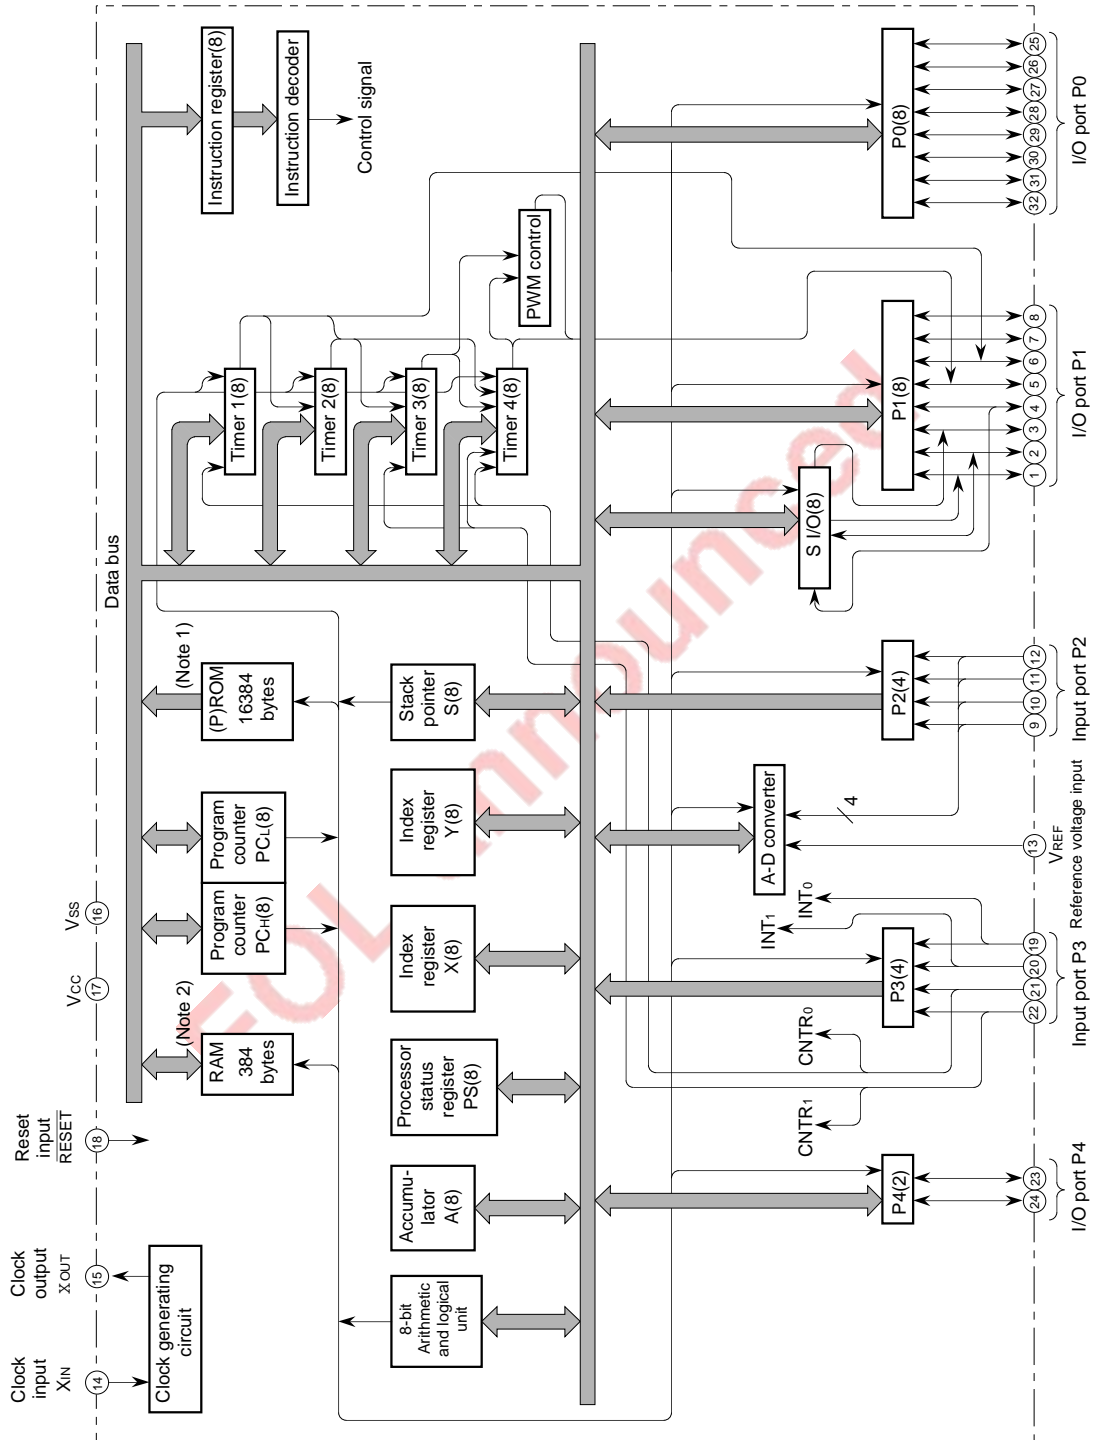 Clock
input
XIN
14
Clock
output
XOUT
15
Reset
input
RESET
18
VCC
17
VSS
16
Clock generating
circuit
RAM
384
bytes
(Note 2)
Program
counter
PCH(8)
Program
counter
PCL(8)
(P)ROM
16384
bytes
(Note 1)
Data bus
Instruction register(8)
Instruction decoder
Control signal
Timer 1(8)
Timer 2(8)
Timer 3(8)
Timer 4(8)
PWM control
8-bit
Arithmetic
and logical
unit
Accumu-
lator
A(8)
Processor
status
register
PS(8)
Index
register
X(8)
Index
register
Y(8)
Stack
pointer
S(8)
EOL announced
CNTR1
CNTR0
INT1
INT0
A-D converter
4
S I/O(8)
P4(2)
P3(4)
P2(4)
P1(8)
P0(8)
24
23
22
21
20
19
13
9
10
11
12
1
2
3
4
5
6
7
8
32
31
30
29
28
27
26
25
I/O port P4
Input port P3
VREF
Reference voltage input
Input port P2
I/O port P1
I/O port P0